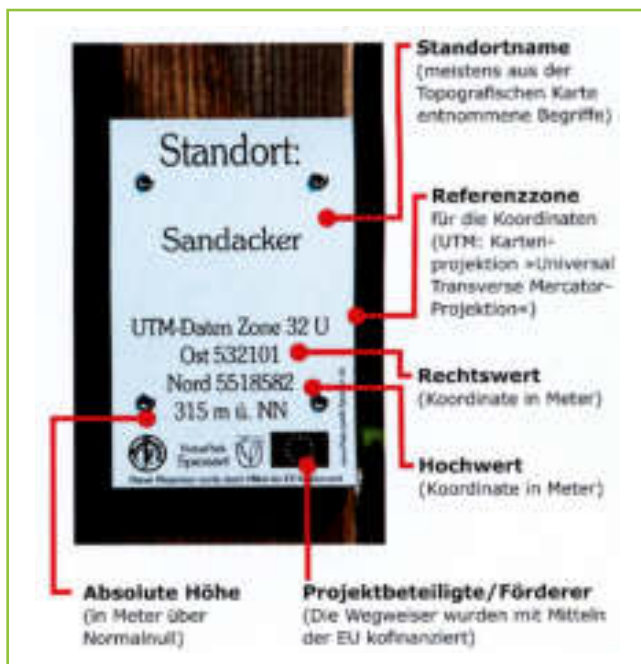 Standortname
(meistens aus der
Topografischen Karte
entnommene Begriffe)
Standort:
Sandacker
Referenzzone
für die Koordinaten
(UTM: Karten-
projektion »Universal
Transverse Mercator-
Projektion«)
UTM-Daten Zone 32 U
Ost 532101
Nord 5518582
315 m ü. NN
Rechtswert
(Koordinate in Meter)
Hochwert
(Koordinate in Meter)
Naturpark
Spessart
Absolute Höhe
(in Meter über
Normalnull)
Projektbeteiligte/Förderer
(Die Wegweiser wurden mit Mitteln
der EU kofinanziert)